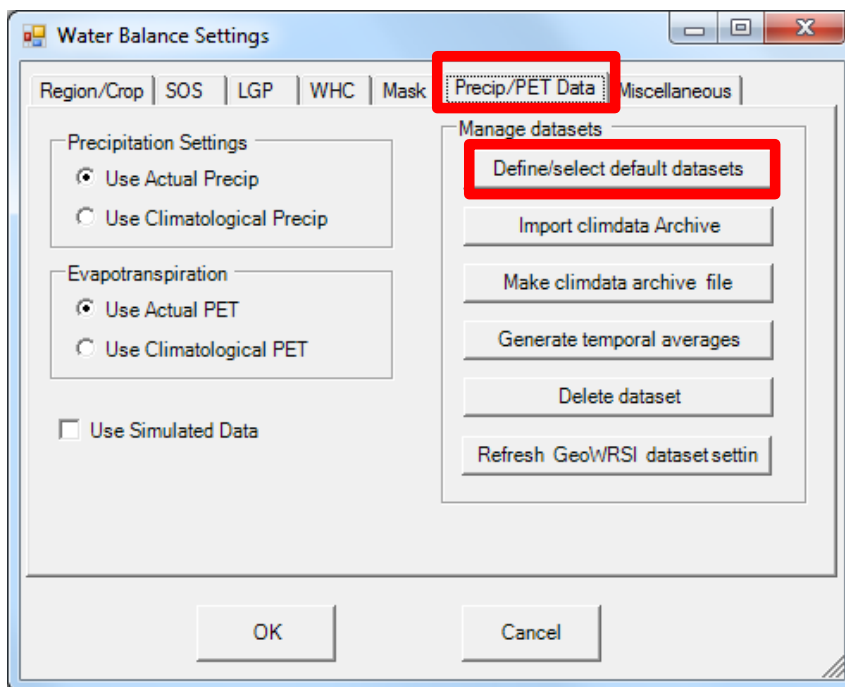 Water Balance Settings
Region/Crop SOS LGP WHC Mask Precip/PET Data Miscellaneous
Precipitation Settings
Use Actual Precip
Use Climatological Precip
Evapotranspiration
Use Actual PET
Use Climatological PET
Use Simulated Data
Manage datasets
Define/select default datasets
Import climdata Archive
Make climdata archive file
Generate temporal averages
Delete dataset
Refresh GeoWRSI dataset settin
OK Cancel